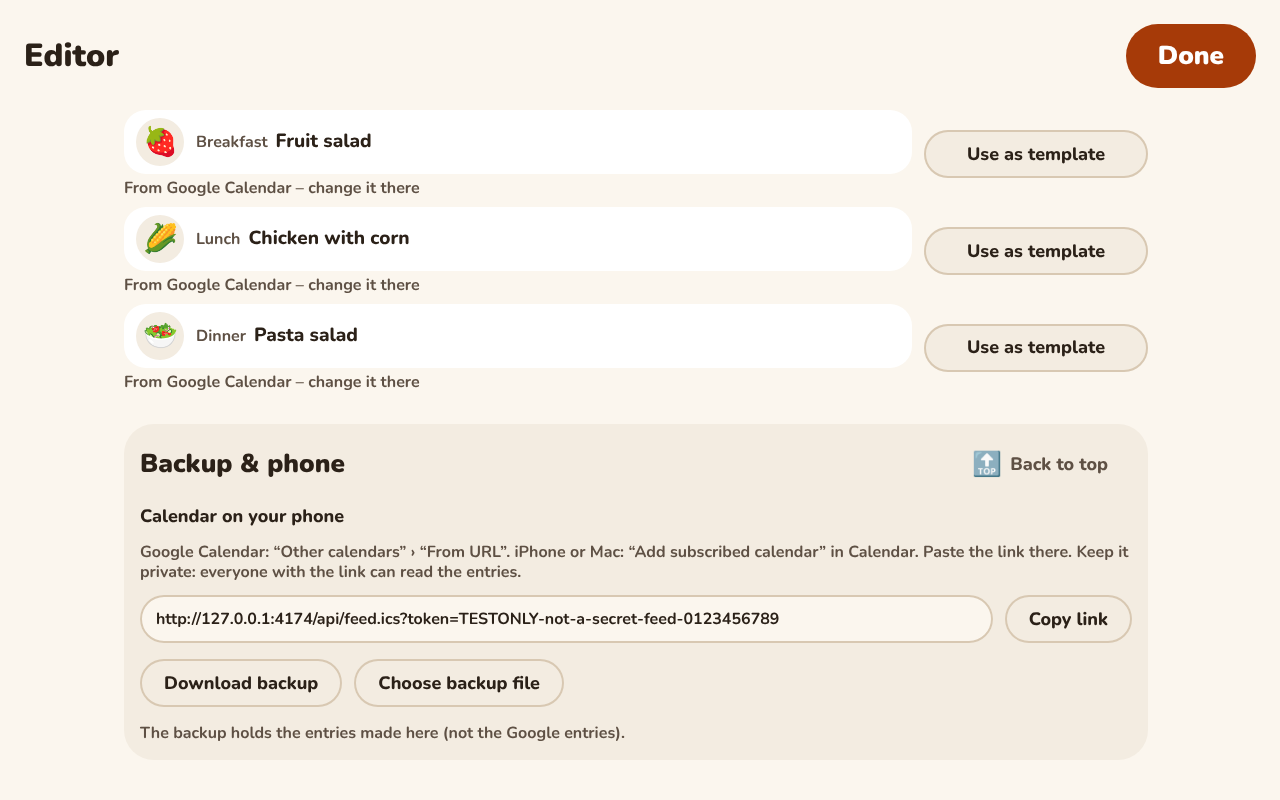 Editor
Done
Breakfast Fruit salad
Use as template
From Google Calendar – change it there
Lunch Chicken with corn
Use as template
From Google Calendar – change it there
Dinner Pasta salad
Use as template
From Google Calendar – change it there
Backup & phone
TOP Back to top
Calendar on your phone
Google Calendar: “Other calendars” › “From URL”. iPhone or Mac: “Add subscribed calendar” in Calendar. Paste the link there. Keep it
private: everyone with the link can read the entries.
http://127.0.0.1:4174/api/feed.ics?token=TESTONLY-not-a-secret-feed-0123456789
Copy link
Download backup
Choose backup file
The backup holds the entries made here (not the Google entries).